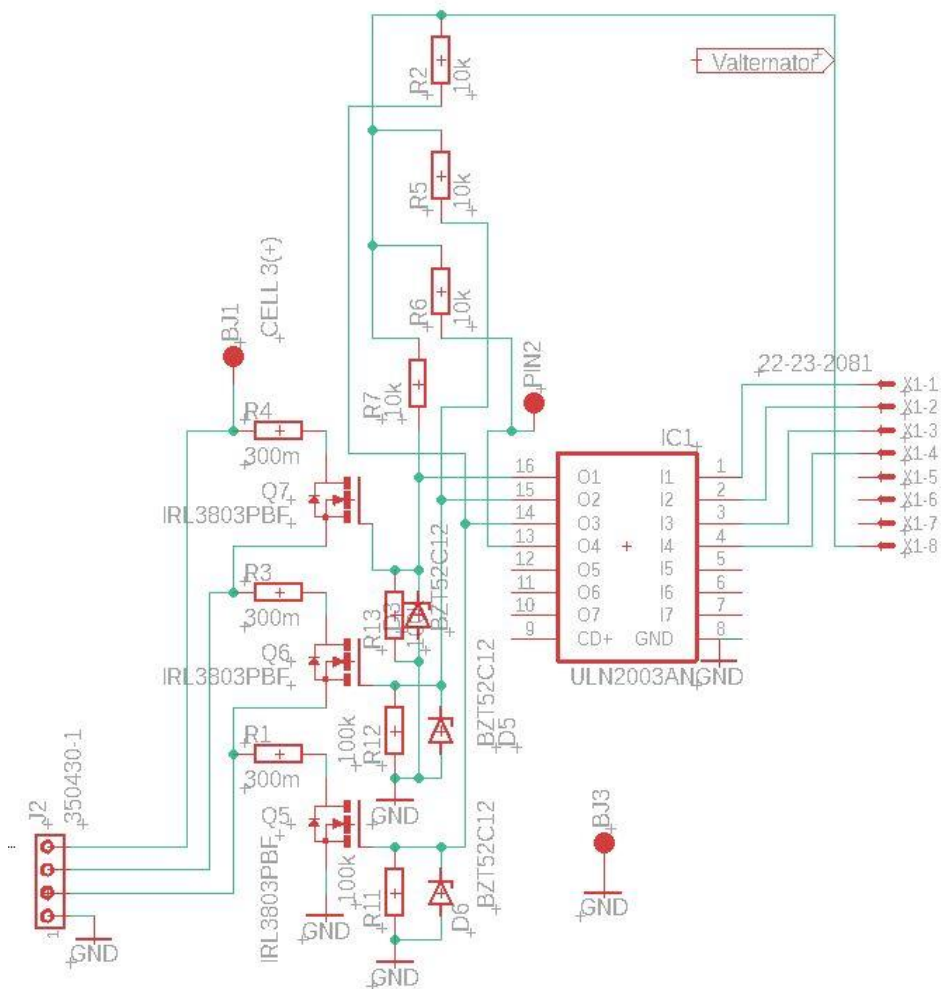 Valternator
R2
10k
R5
10k
R6
10k
R7
10k
CELL 3(+)
BJ1
PIN2
22-23-2081
X1-1
X1-2
X1-3
X1-4
X1-5
X1-6
X1-7
X1-8
R4
300m
Q7
IRL3803PBF
R3
300m
Q6
IRL3803PBF
R1
300m
Q5
IRL3803PBF
IC1
16 O1 I1 1
15 O2 I2 2
14 O3 I3 3
13 O4 I4 4
12 O5 I5 5
11 O6 I6 6
10 O7 I7 7
9 CD+ GND 8
ULN2003AN
GND
R13
BZT52C12
100k
R12
BZT52C12
D5
GND
100k
R11
BZT52C12
D6
GND
GND
J2
350430-1
1
GND
BJ3
GND